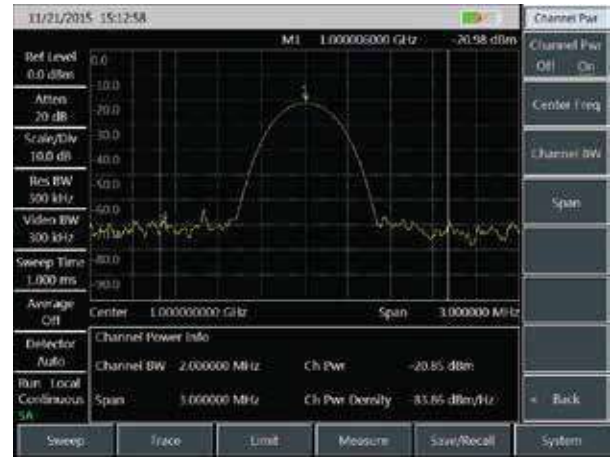 11/21/2015 15:12:58
Channel Pwr
M1 1.000005000 GHz -20.98 dBm
Ref Level
0.0 dBm
Atten
20 dB
Scale/Div
10.0 dB
Res BW
300 kHz
Video BW
300 kHz
Sweep Time
1.000 ms
Average
Off
Detector
Auto
Run Local
Continuous
SA
0.0
-10.0
-20.0
-30.0
-40.0
-50.0
-60.0
-80.0
-90.0
1
Center 1.000000000 GHz Span 3.000000 MHz
Channel Power Info
Channel BW 2.000000 MHz Ch Pwr -20.85 dBm
Span 3.000000 MHz Ch Pwr Density -83.86 dBm/Hz
Channel Pwr
Off On
Center Freq
Channel BW
Span
< Back
Sweep Trace Limit Measure Save/Recall System